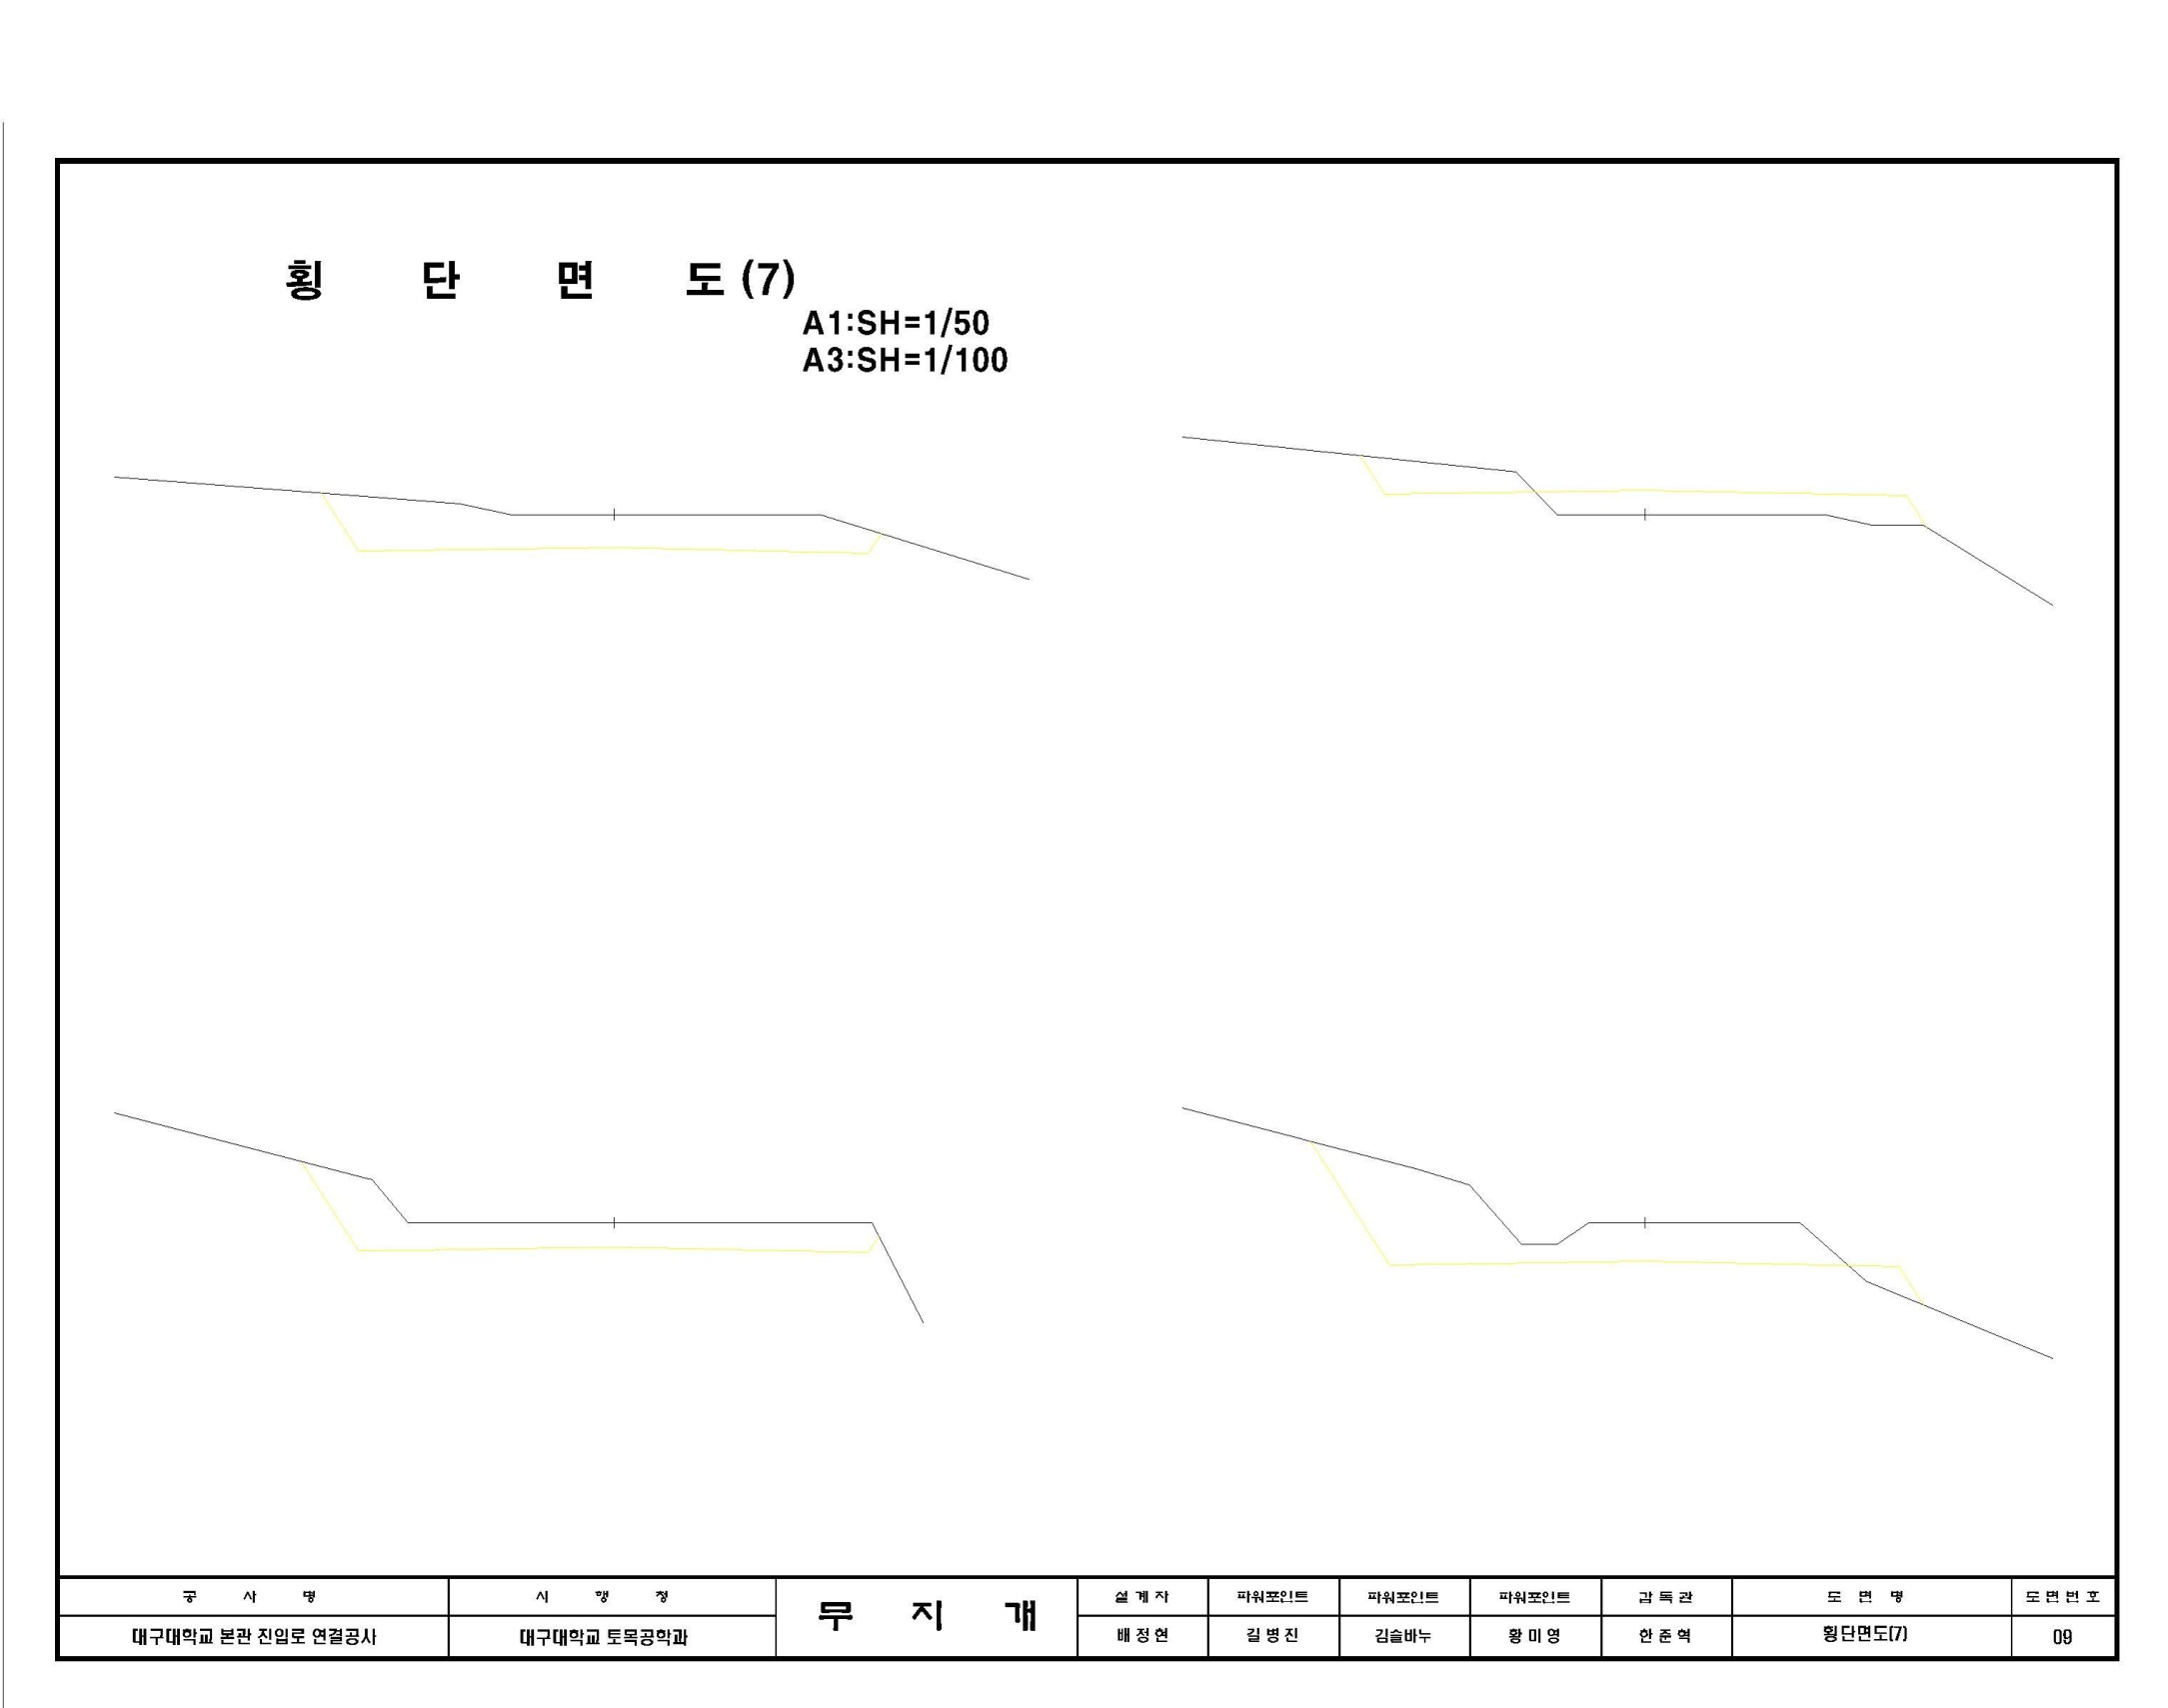 횡 단 면 도 (7)
A1:SH=1/50
A3:SH=1/100
공 사 명
시 행 청
무 지 개
설 계 자
파워포인트
파워포인트
파워포인트
감 독 관
도 면 명
도 면 번 호
대구대학교 본관 진입로 연결공사
대구대학교 토목공학과
배 정 현
길 병 진
김슬바누
황 미 영
한 준 혁
횡단면도(7)
09